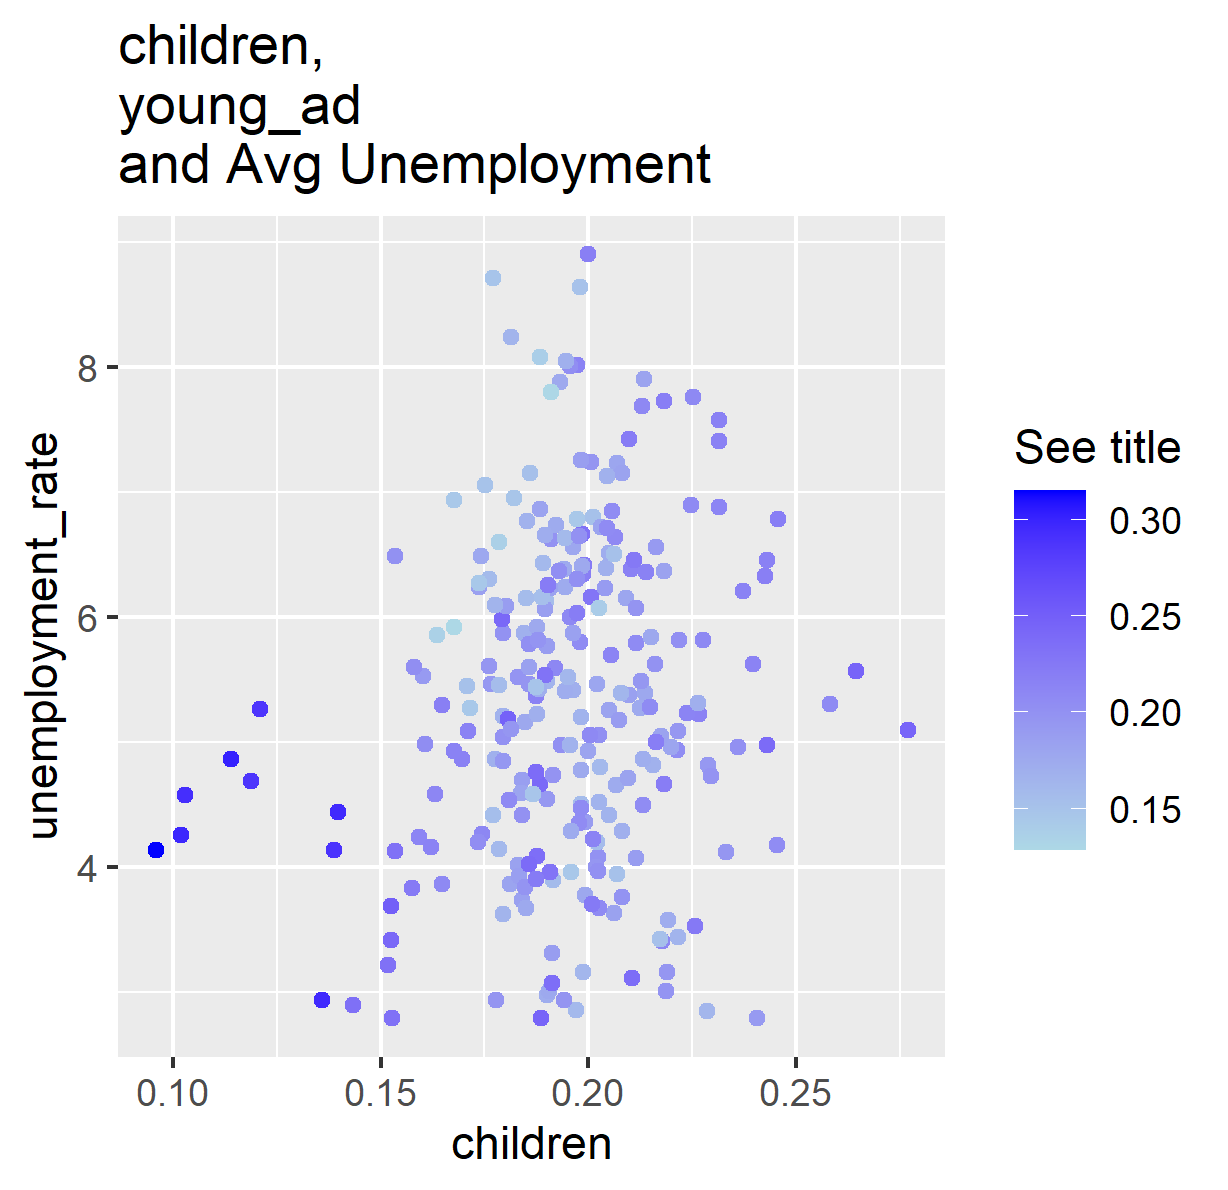 children,
young_ad
and Avg Unemployment
unemployment_rate
8
6
4
0.10
0.15
0.20
0.25
children
See title
0.30
0.25
0.20
0.15